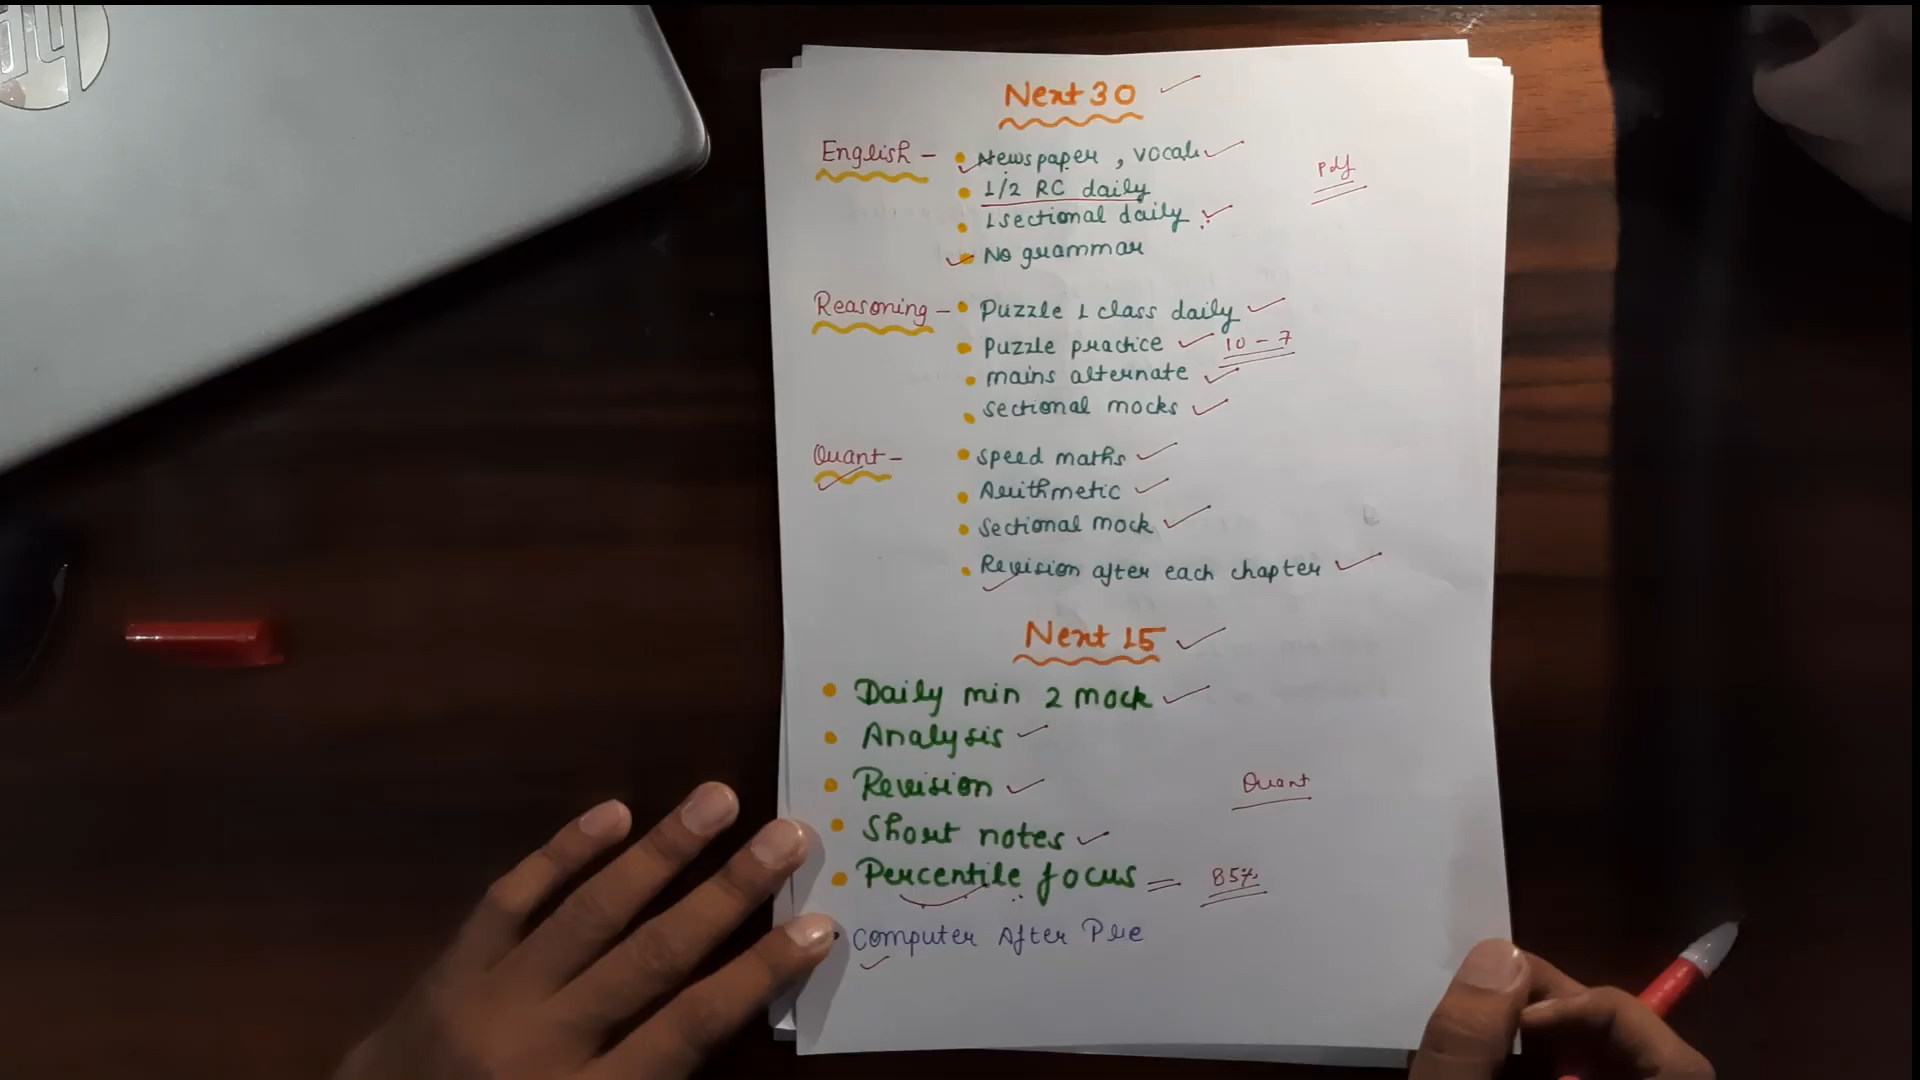 hp
Next 30
English - Newspaper, vocab
Pdf
1/2 RC daily
1 sectional daily
No grammar
Reasoning - Puzzle 1 class daily
Puzzle practice 10 - 7
mains alternate
sectional mocks
Quant - speed maths
Arithmetic
sectional mock
Revision after each chapter
Next 15
Daily min 2 mock
Analysis
Revision
Quant
Short notes
Percentile focus = 85%
Computer After Pre